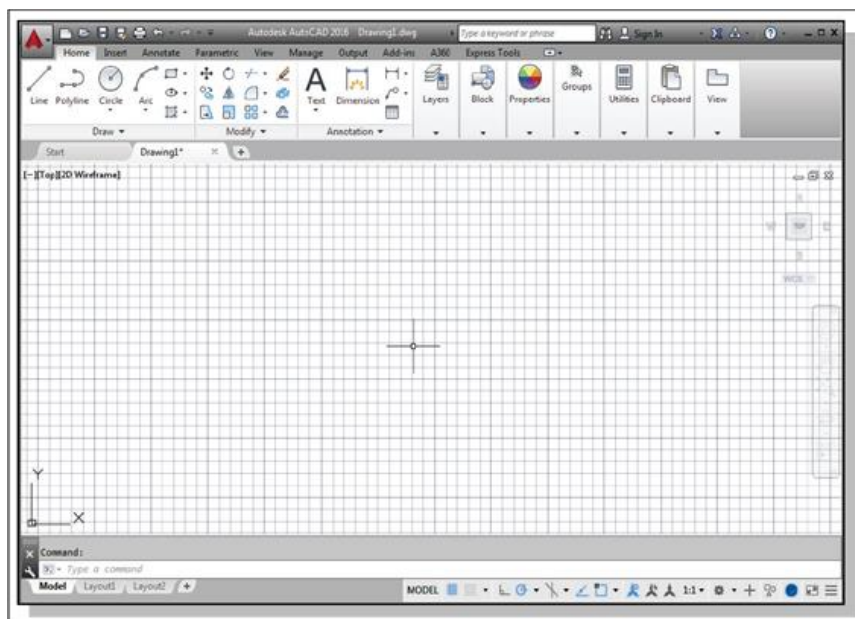 Autodesk AutoCAD 2016 Drawing1.dwg Type a keyword or phrase Sign In
Home Insert Annotate Parametric View Manage Output Add-ins A360 Express Tools
Line Polyline Circle Arc Text Dimension Layers Block Properties Groups Utilities Clipboard View
Draw Modify Annotation
Start Drawing1*
[−][Top][2D Wireframe]
TOP
WCS
Y
X
Command:
Type a command
Model Layout1 Layout2 +
MODEL 1:1